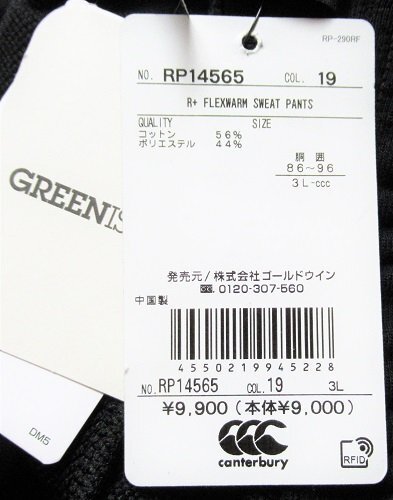 RP-290RF
NO. RP14565 COL. 19
R+ FLEXWARM SWEAT PANTS
QUALITY SIZE
コットン 56%
ポリエステル 44%
胴囲
86~96
3L-ccc
発売元/株式会社ゴールドウイン
0120-307-560
中国製
4550219945228
NO. RP14565 COL. 19 3L
¥9,900(本体¥9,000)
canterbury
RFID
GREENIS
DM5